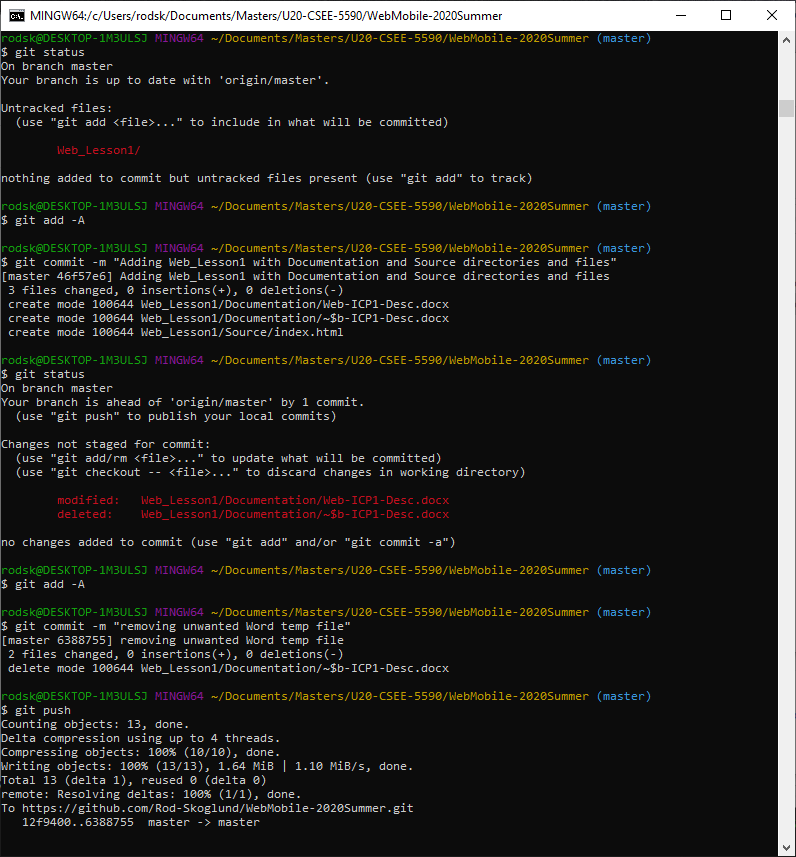 MINGW64:/c/Users/rodsk/Documents/Masters/U20-CSEE-5590/WebMobile-2020Summer
rodsk@DESKTOP-1M3ULSJ MINGW64 ~/Documents/Masters/U20-CSEE-5590/WebMobile-2020Summer (master)
$ git status
On branch master
Your branch is up to date with 'origin/master'.
Untracked files:
  (use "git add <file>..." to include in what will be committed)
        Web_Lesson1/
nothing added to commit but untracked files present (use "git add" to track)
rodsk@DESKTOP-1M3ULSJ MINGW64 ~/Documents/Masters/U20-CSEE-5590/WebMobile-2020Summer (master)
$ git add -A
rodsk@DESKTOP-1M3ULSJ MINGW64 ~/Documents/Masters/U20-CSEE-5590/WebMobile-2020Summer (master)
$ git commit -m "Adding Web_Lesson1 with Documentation and Source directories and files"
[master 46f57e6] Adding Web_Lesson1 with Documentation and Source directories and files
 3 files changed, 0 insertions(+), 0 deletions(-)
 create mode 100644 Web_Lesson1/Documentation/Web-ICP1-Desc.docx
 create mode 100644 Web_Lesson1/Documentation/~$b-ICP1-Desc.docx
 create mode 100644 Web_Lesson1/Source/index.html
rodsk@DESKTOP-1M3ULSJ MINGW64 ~/Documents/Masters/U20-CSEE-5590/WebMobile-2020Summer (master)
$ git status
On branch master
Your branch is ahead of 'origin/master' by 1 commit.
  (use "git push" to publish your local commits)
Changes not staged for commit:
  (use "git add/rm <file>..." to update what will be committed)
  (use "git checkout -- <file>..." to discard changes in working directory)
        modified:   Web_Lesson1/Documentation/Web-ICP1-Desc.docx
        deleted:    Web_Lesson1/Documentation/~$b-ICP1-Desc.docx
no changes added to commit (use "git add" and/or "git commit -a")
rodsk@DESKTOP-1M3ULSJ MINGW64 ~/Documents/Masters/U20-CSEE-5590/WebMobile-2020Summer (master)
$ git add -A
rodsk@DESKTOP-1M3ULSJ MINGW64 ~/Documents/Masters/U20-CSEE-5590/WebMobile-2020Summer (master)
$ git commit -m "removing unwanted Word temp file"
[master 6388755] removing unwanted Word temp file
 2 files changed, 0 insertions(+), 0 deletions(-)
 delete mode 100644 Web_Lesson1/Documentation/~$b-ICP1-Desc.docx
rodsk@DESKTOP-1M3ULSJ MINGW64 ~/Documents/Masters/U20-CSEE-5590/WebMobile-2020Summer (master)
$ git push
Counting objects: 13, done.
Delta compression using up to 4 threads.
Compressing objects: 100% (10/10), done.
Writing objects: 100% (13/13), 1.64 MiB | 1.10 MiB/s, done.
Total 13 (delta 1), reused 0 (delta 0)
remote: Resolving deltas: 100% (1/1), done.
To https://github.com/Rod-Skoglund/WebMobile-2020Summer.git
   12f9400..6388755  master -> master